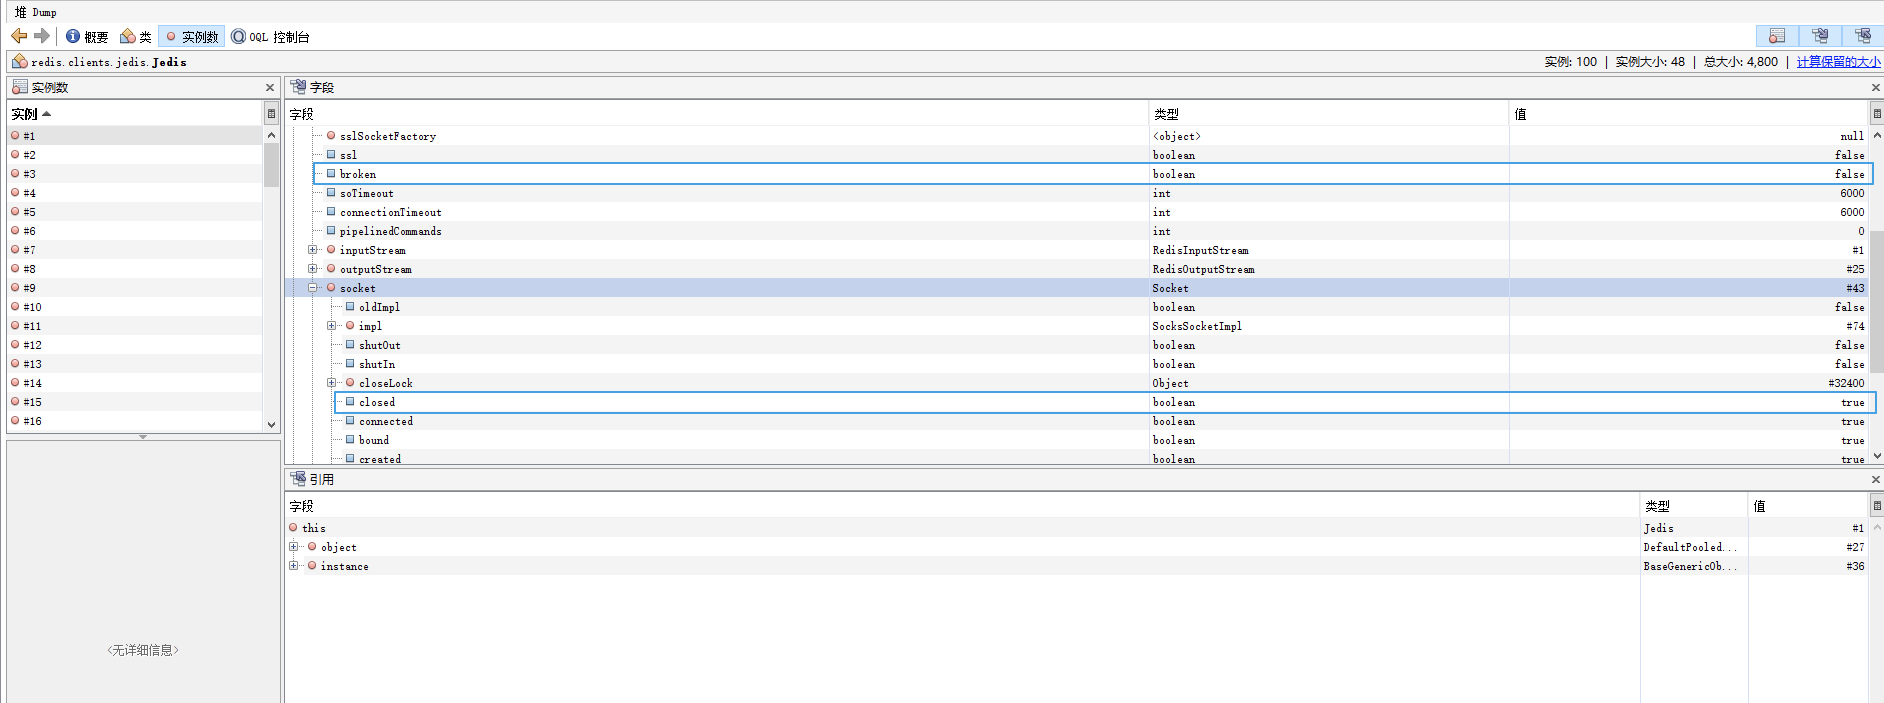 堆 Dump
概要 类 实例数 OQL 控制台
redis.clients.jedis.Jedis 实例: 100 | 实例大小: 48 | 总大小: 4,800 | 计算保留的大小
实例数
实例
#1
#2
#3
#4
#5
#6
#7
#8
#9
#10
#11
#12
#13
#14
#15
#16
<无详细信息>
字段
字段 类型 值
sslSocketFactory <object> null
ssl boolean false
broken boolean false
soTimeout int 6000
connectionTimeout int 6000
pipelinedCommands int 0
inputStream RedisInputStream #1
outputStream RedisOutputStream #25
socket Socket #43
oldImpl boolean false
impl SocksSocketImpl #74
shutOut boolean false
shutIn boolean false
closeLock Object #32400
closed boolean true
connected boolean true
bound boolean true
created boolean true
引用
字段 类型 值
this Jedis #1
object DefaultPooled... #27
instance BaseGenericOb... #36